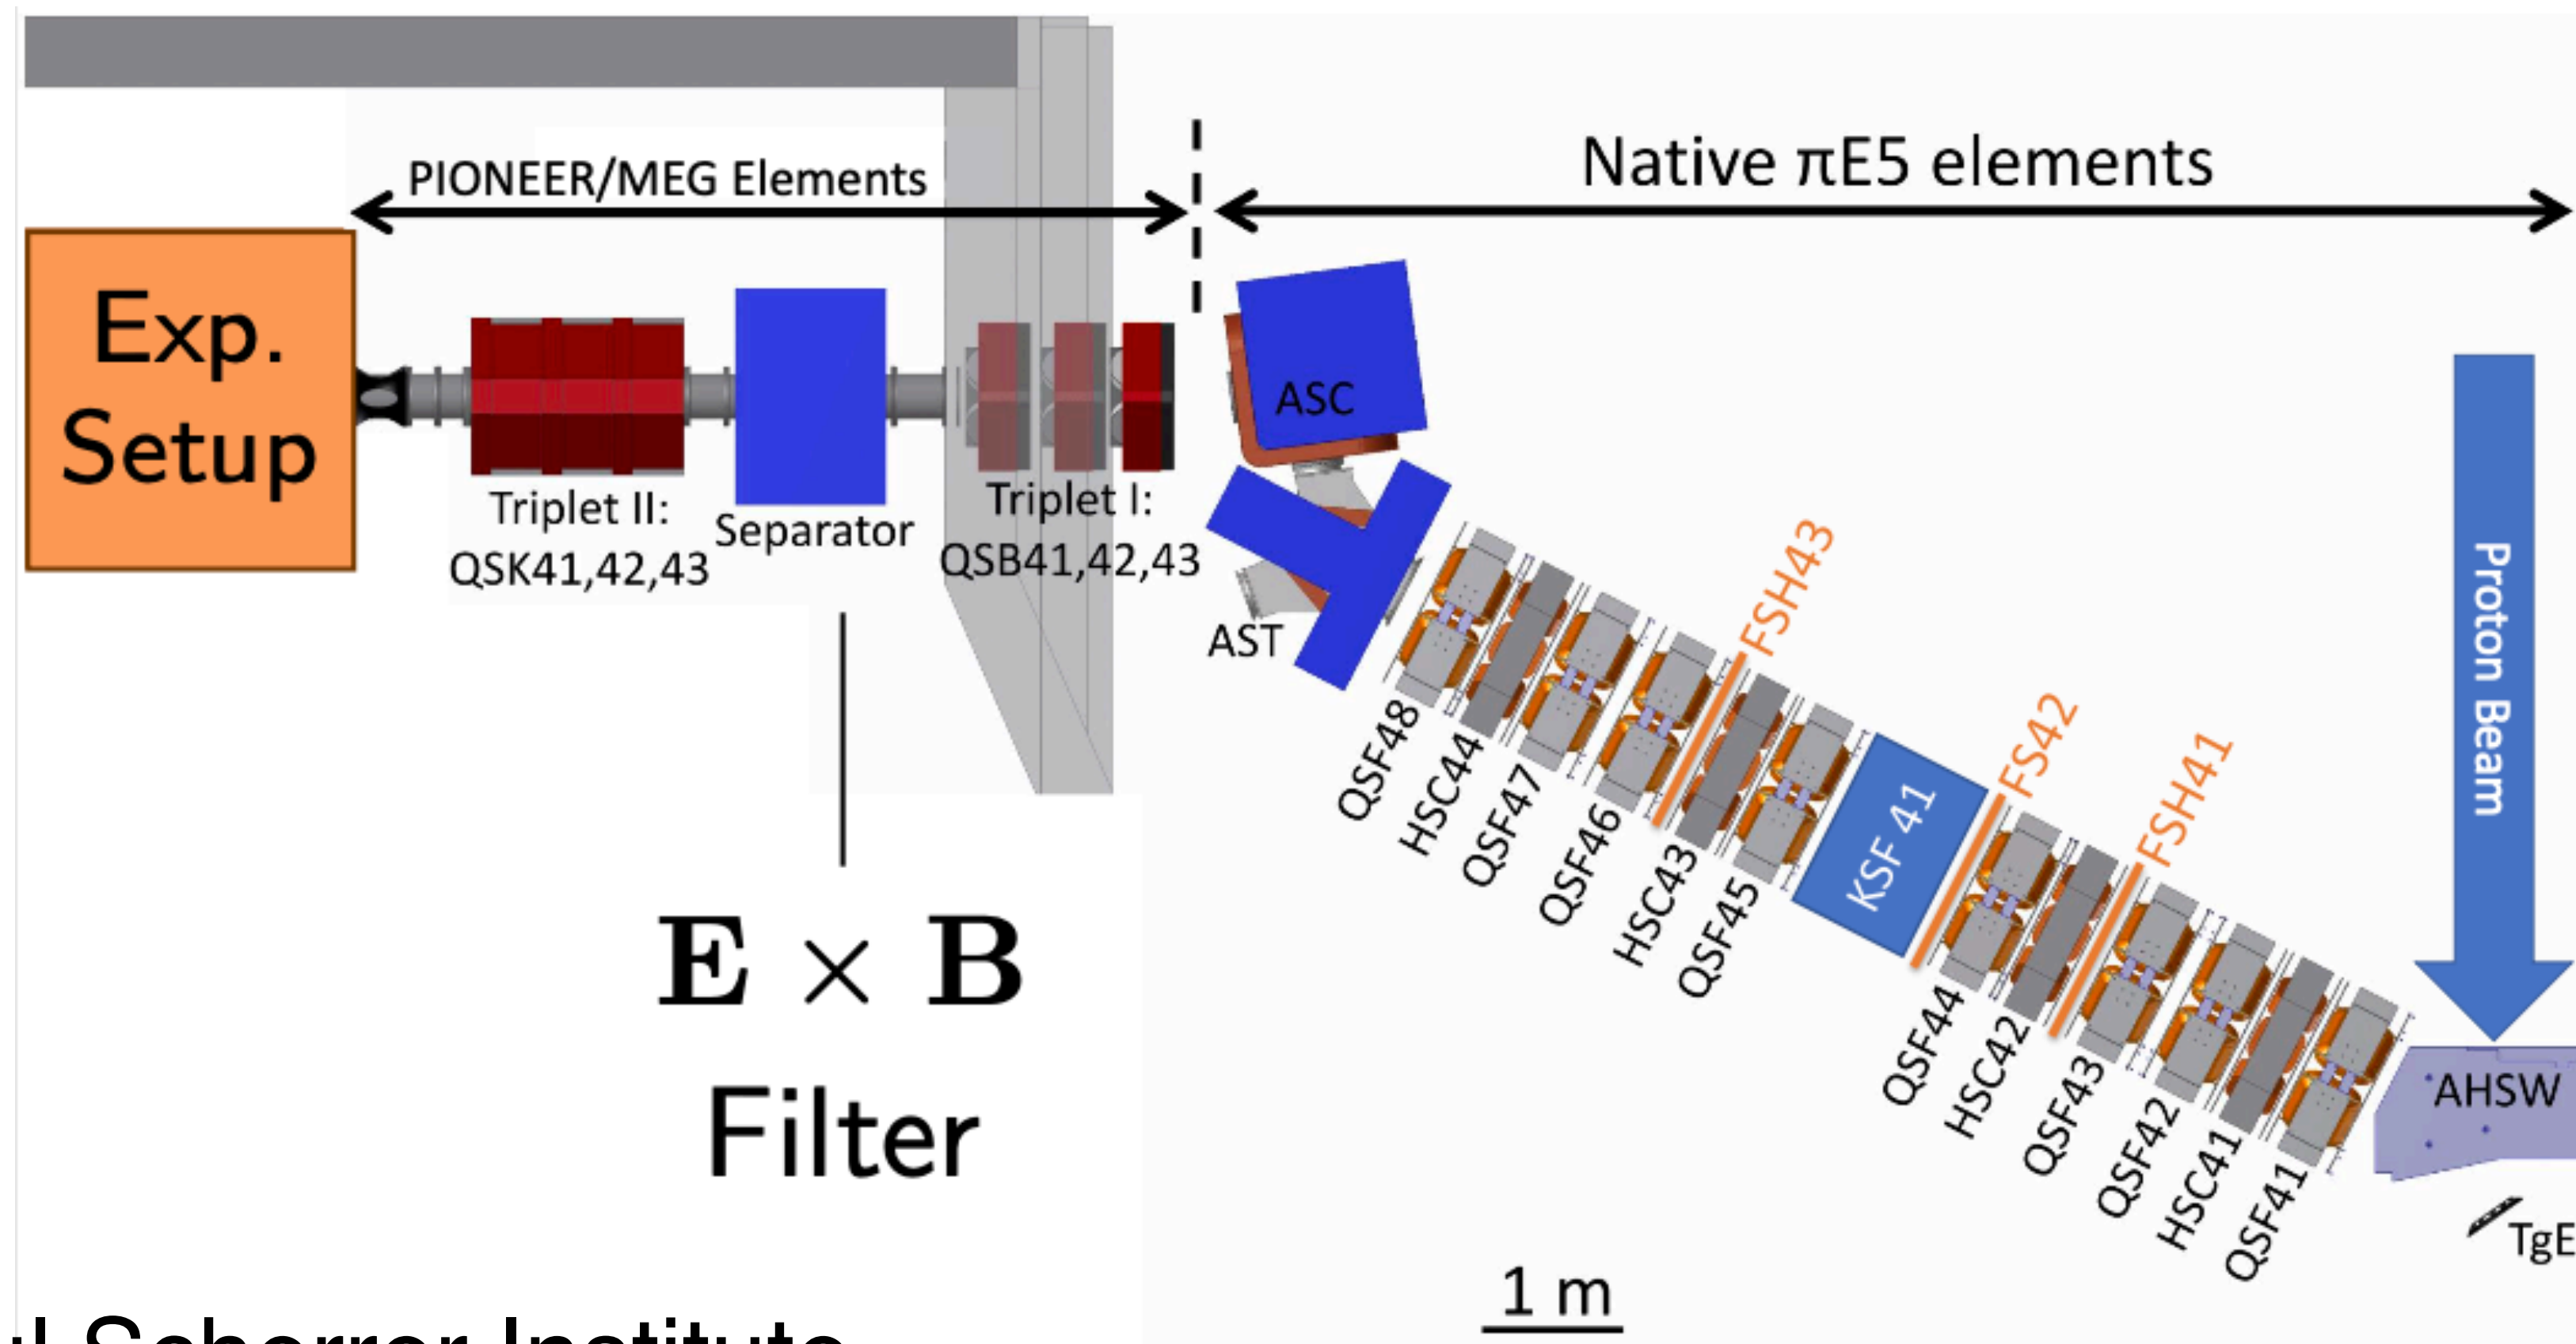 PIONEER/MEG Elements
Native πE5 elements
Exp.
Setup
Triplet II:
QSK41,42,43
Separator
Triplet I:
QSB41,42,43
ASC
AST
QSF48
HSC44
QSF47
QSF46
FSH43
HSC43
QSF45
KSF 41
FS42
QSF44
HSC42
FSH41
QSF43
QSF42
HSC41
QSF41
Proton Beam
AHSW
TgE
E × B
Filter
1 m
Scherrer Institute